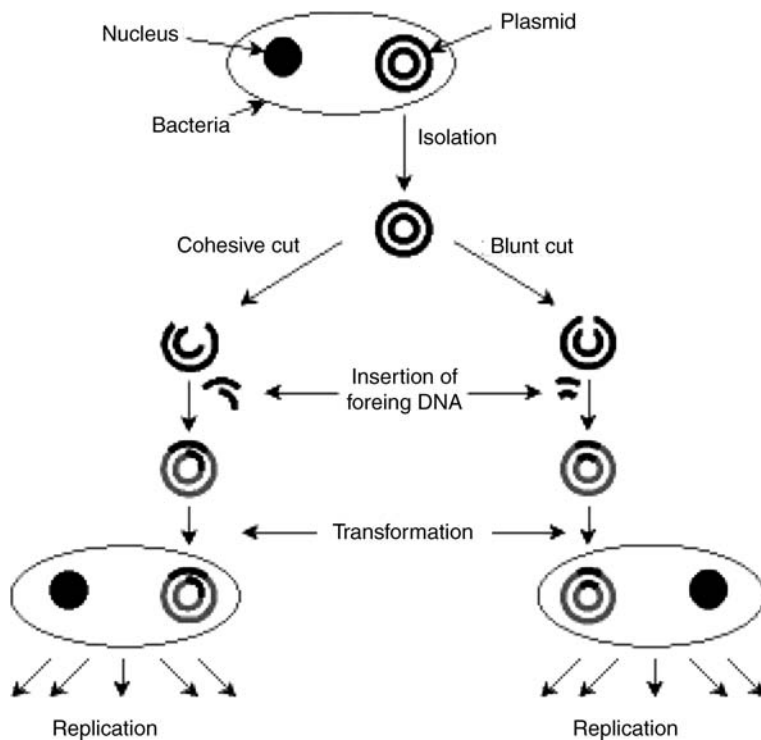 Nucleus
Plasmid
Bacteria
Isolation
Cohesive cut
Blunt cut
Insertion of
foreing DNA
Transformation
Replication
Replication